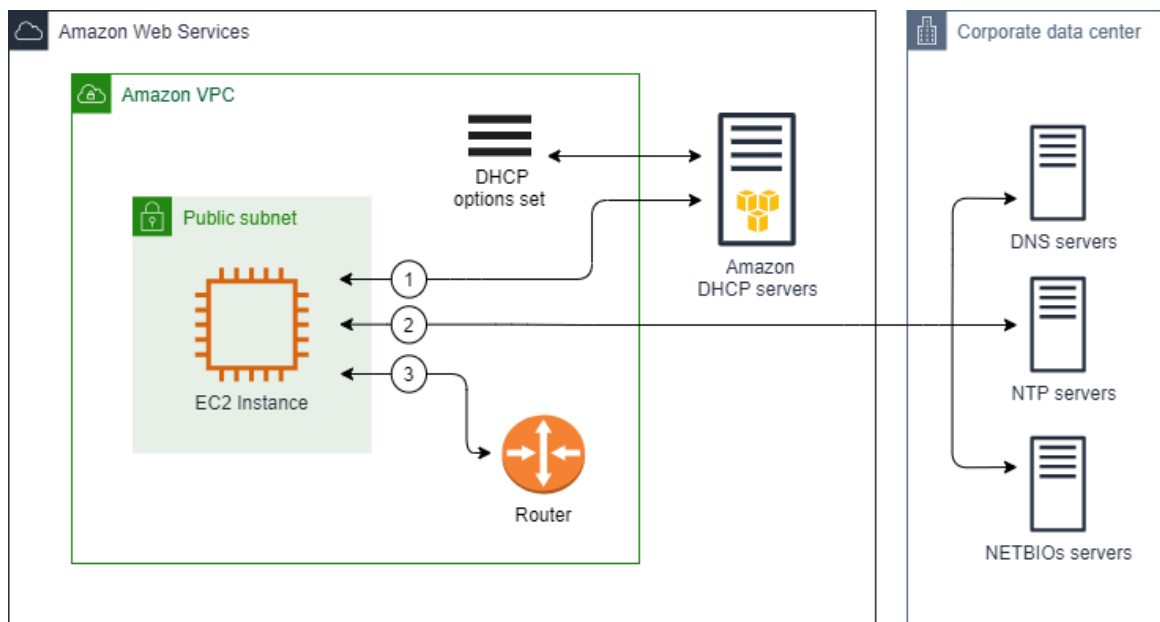 Amazon Web Services
Corporate data center
Amazon VPC
DHCP
options set
Public subnet
DNS servers
Amazon
DHCP servers
1
2
3
EC2 Instance
NTP servers
Router
NETBIOs servers